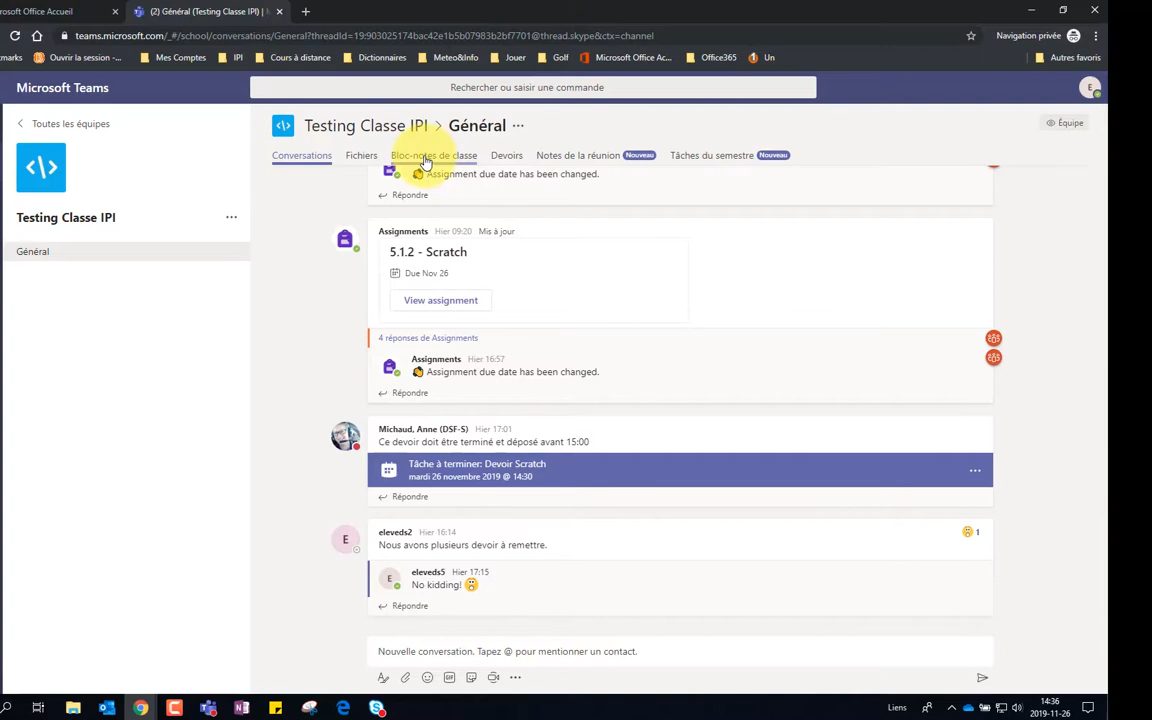 rosoft Office Accueil
(2) Général (Testing Classe IPI) |
teams.microsoft.com/_#/school/conversations/General?threadId=19:903025174bac42e1b5b07983bf2f7701@thread.skype&ctx=channel
Navigation privée
marks Ouvrir la session -... Mes Comptes IPI Cours à distance Dictionnaires Meteo&Info Jouer Golf Microsoft Office Ac... Office365 Un Autres favoris
Microsoft Teams
Rechercher ou saisir une commande
E
Toutes les équipes
Testing Classe IPI
Général
Testing Classe IPI > Général ...
Équipe
Conversations Fichiers Bloc-notes de classe Devoirs Notes de la réunion Nouveau Tâches du semestre Nouveau
Assignment due date has been changed.
Répondre
Assignments Hier 09:20 Mis à jour
5.1.2 - Scratch
Due Nov 26
View assignment
4 réponses de Assignments
Assignments Hier 16:57
Assignment due date has been changed.
Répondre
Michaud, Anne (DSF-S) Hier 17:01
Ce devoir doit être terminé et déposé avant 15:00
Tâche à terminer: Devoir Scratch
mardi 26 novembre 2019 @ 14:30
Répondre
E
eleveds2 Hier 16:14
1
Nous avons plusieurs devoir à remettre.
E
eleveds5 Hier 17:15
No kidding!
Répondre
Nouvelle conversation. Tapez @ pour mentionner un contact.
GIF
Liens
14:36
2019-11-26